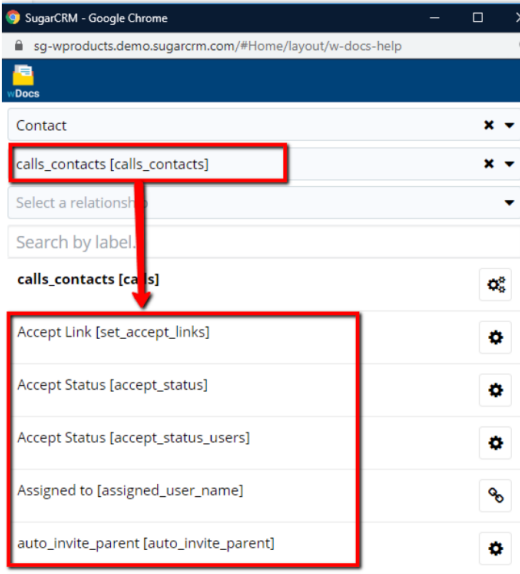 SugarCRM - Google Chrome
sg-wproducts.demo.sugarcrm.com/#Home/layout/w-docs-help
wDocs
Contact
calls_contacts [calls_contacts]
Select a relationship
Search by label.
calls_contacts [calls]
Accept Link [set_accept_links]
Accept Status [accept_status]
Accept Status [accept_status_users]
Assigned to [assigned_user_name]
auto_invite_parent [auto_invite_parent]